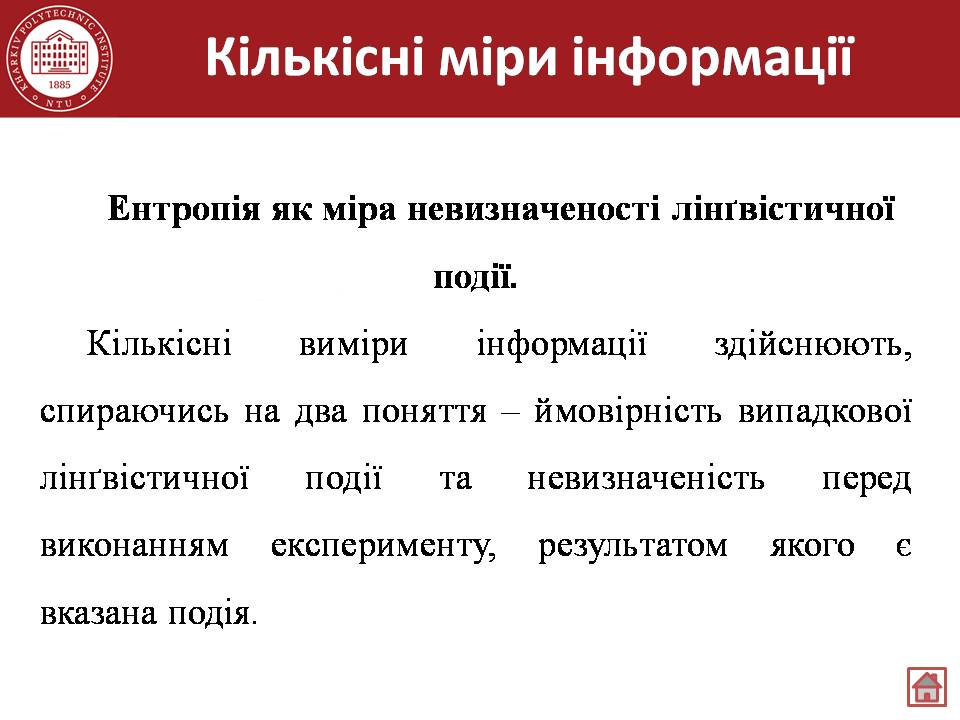 KHARKIV POLYTECHNIC INSTITUTE
1885
NTU
Кількісні міри інформації
Ентропія як міра невизначеності лінґвістичної
події.
Кількісні виміри інформації здійснюють,
спираючись на два поняття – ймовірність випадкової
лінґвістичної події та невизначеність перед
виконанням експерименту, результатом якого є
вказана подія.